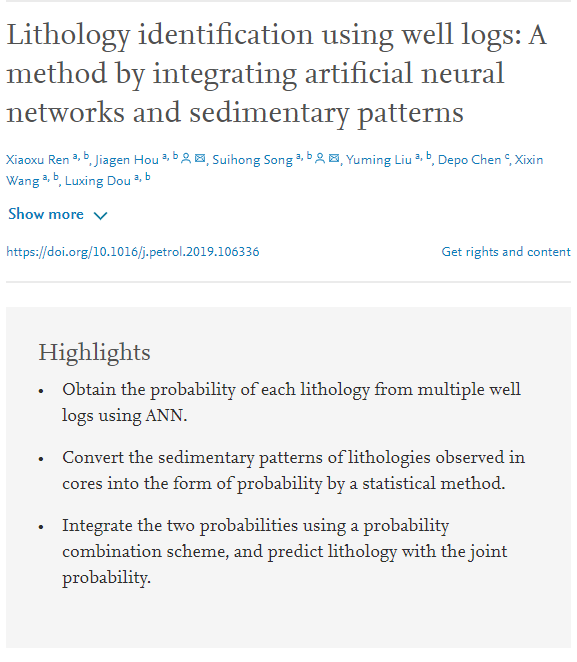 Lithology identification using well logs: A
method by integrating artificial neural
networks and sedimentary patterns
Xiaoxu Ren a, b, Jiagen Hou a, b, Suihong Song a, b, Yuming Liu a, b, Depo Chen c, Xixin
Wang a, b, Luxing Dou a, b
Show more
https://doi.org/10.1016/j.petrol.2019.106336 Get rights and content
Highlights
• Obtain the probability of each lithology from multiple well
logs using ANN.
• Convert the sedimentary patterns of lithologies observed in
cores into the form of probability by a statistical method.
• Integrate the two probabilities using a probability
combination scheme, and predict lithology with the joint
probability.